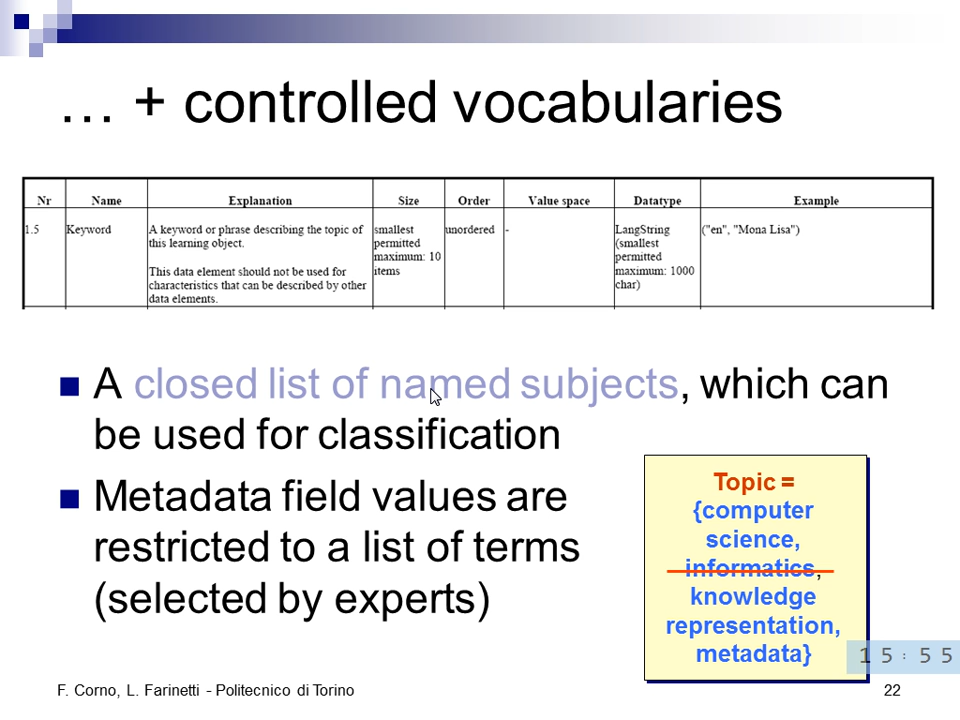 … + controlled vocabularies
Nr Name Explanation Size Order Value space Datatype Example
1.5 Keyword A keyword or phrase describing the topic of smallest unordered - LangString ("en", "Mona Lisa")
this learning object. permitted (smallest
maximum: 10 permitted
This data element should not be used for items maximum: 1000
characteristics that can be described by other char)
data elements.
A closed list of named subjects, which can
be used for classification
Metadata field values are
restricted to a list of terms
(selected by experts)
Topic =
{computer
science,
informatics,
knowledge
representation,
metadata}
15:55
F. Corno, L. Farinetti - Politecnico di Torino
22